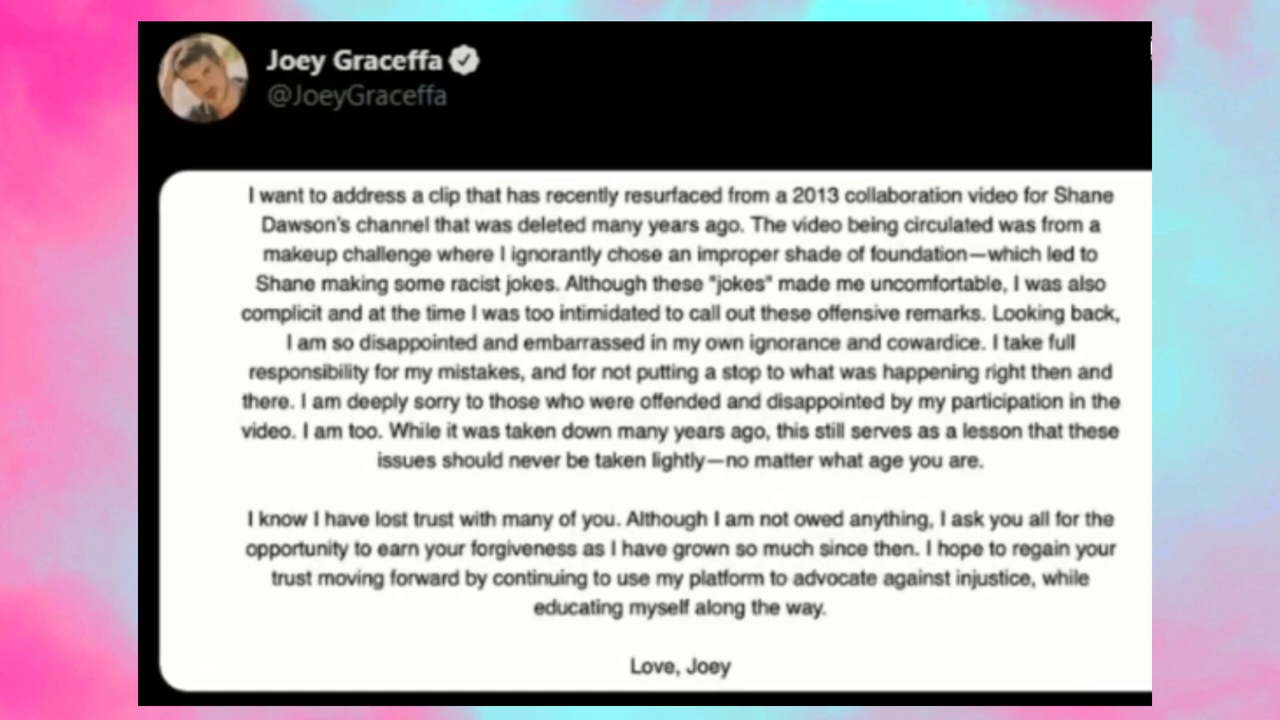 Joey Graceffa
@JoeyGraceffa
I want to address a clip that has recently resurfaced from a 2013 collaboration video for Shane
Dawson's channel that was deleted many years ago. The video being circulated was from a
makeup challenge where I ignorantly chose an improper shade of foundation—which led to
Shane making some racist jokes. Although these "jokes" made me uncomfortable, I was also
complicit and at the time I was too intimidated to call out these offensive remarks. Looking back,
I am so disappointed and embarrassed in my own ignorance and cowardice. I take full
responsibility for my mistakes, and for not putting a stop to what was happening right then and
there. I am deeply sorry to those who were offended and disappointed by my participation in the
video. I am too. While it was taken down many years ago, this still serves as a lesson that these
issues should never be taken lightly—no matter what age you are.
I know I have lost trust with many of you. Although I am not owed anything, I ask you all for the
opportunity to earn your forgiveness as I have grown so much since then. I hope to regain your
trust moving forward by continuing to use my platform to advocate against injustice, while
educating myself along the way.
Love, Joey